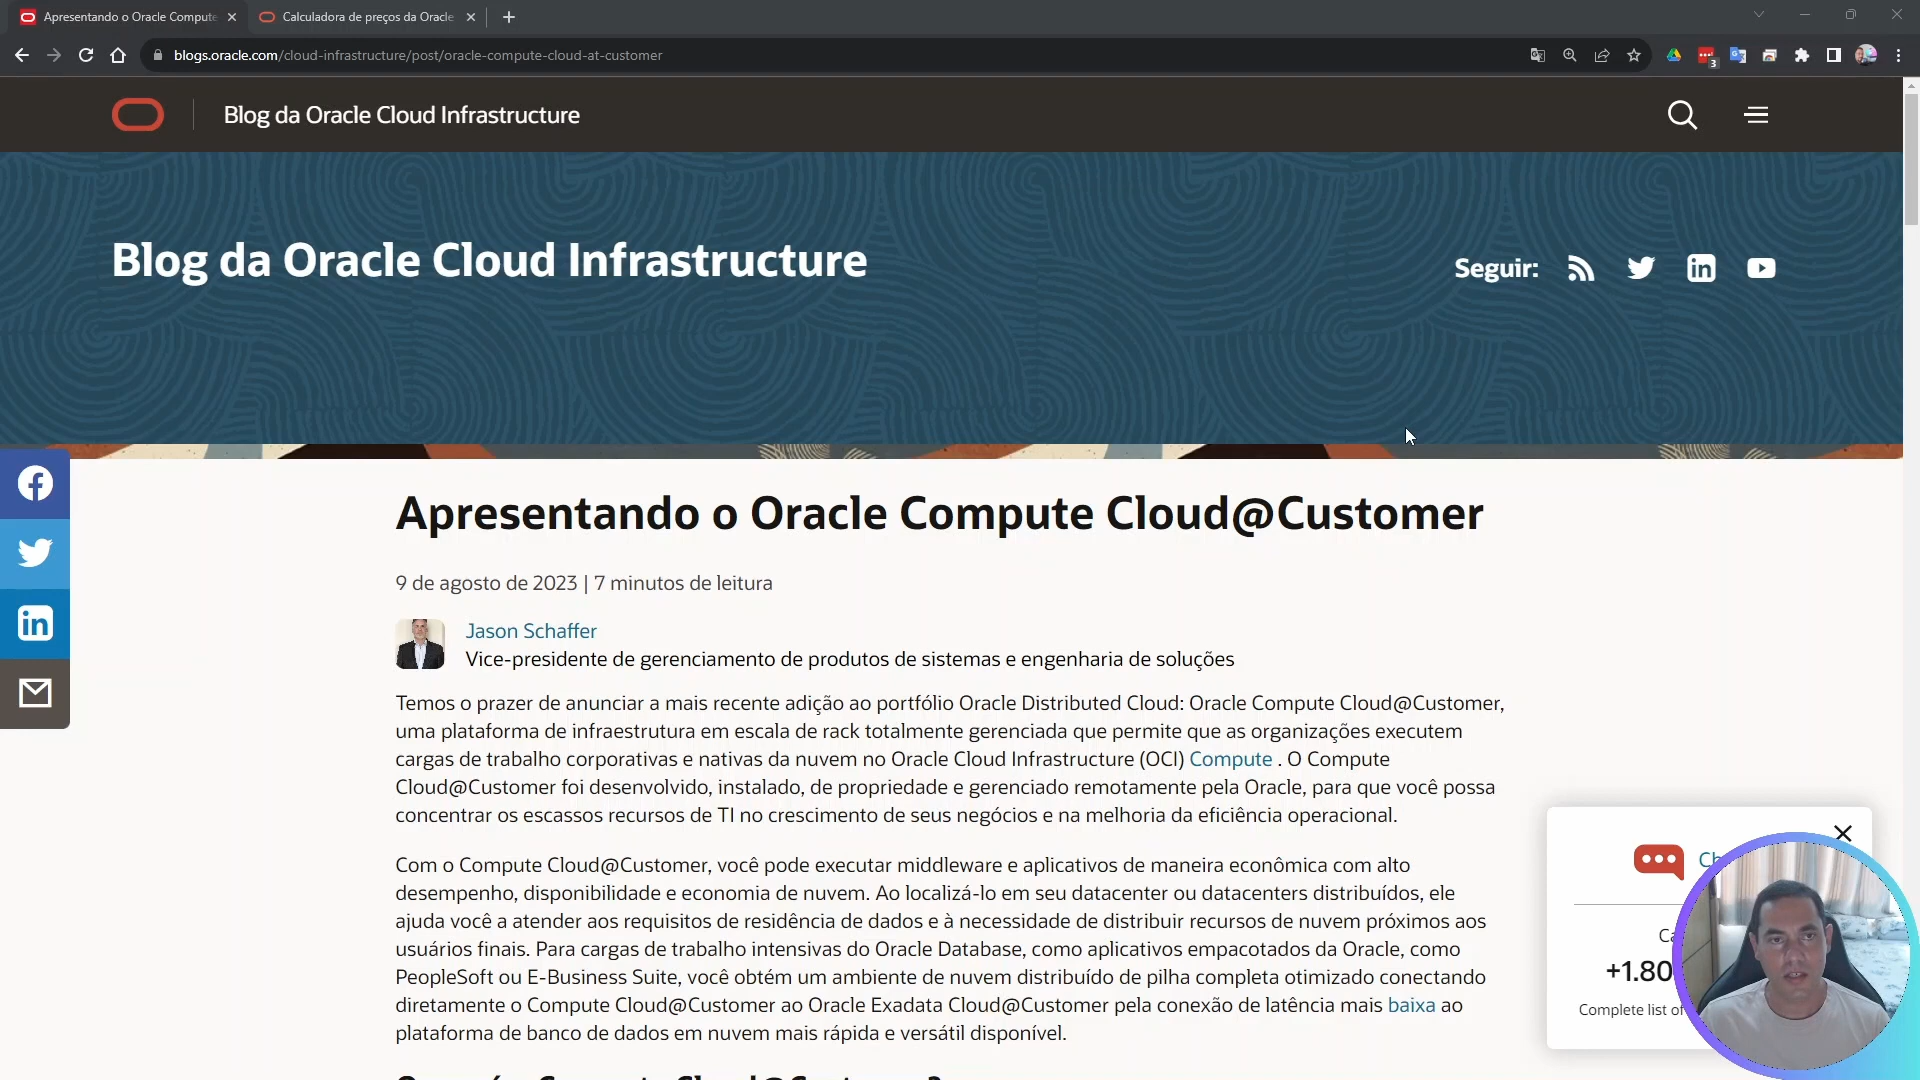 Apresentando o Oracle Compute
Calculadora de preços da Oracle
blogs.oracle.com/cloud-infrastructure/post/oracle-compute-cloud-at-customer
3
Blog da Oracle Cloud Infrastructure
Blog da Oracle Cloud Infrastructure
Seguir:
Apresentando o Oracle Compute Cloud@Customer
9 de agosto de 2023 | 7 minutos de leitura
Jason Schaffer
Vice-presidente de gerenciamento de produtos de sistemas e engenharia de soluções
Temos o prazer de anunciar a mais recente adição ao portfólio Oracle Distributed Cloud: Oracle Compute Cloud@Customer,
uma plataforma de infraestrutura em escala de rack totalmente gerenciada que permite que as organizações executem
cargas de trabalho corporativas e nativas da nuvem no Oracle Cloud Infrastructure (OCI) Compute . O Compute
Cloud@Customer foi desenvolvido, instalado, de propriedade e gerenciado remotamente pela Oracle, para que você possa
concentrar os escassos recursos de TI no crescimento de seus negócios e na melhoria da eficiência operacional.
Com o Compute Cloud@Customer, você pode executar middleware e aplicativos de maneira econômica com alto
desempenho, disponibilidade e economia de nuvem. Ao localizá-lo em seu datacenter ou datacenters distribuídos, ele
ajuda você a atender aos requisitos de residência de dados e à necessidade de distribuir recursos de nuvem próximos aos
usuários finais. Para cargas de trabalho intensivas do Oracle Database, como aplicativos empacotados da Oracle, como
PeopleSoft ou E-Business Suite, você obtém um ambiente de nuvem distribuído de pilha completa otimizado conectando
diretamente o Compute Cloud@Customer ao Oracle Exadata Cloud@Customer pela conexão de latência mais baixa ao
plataforma de banco de dados em nuvem mais rápida e versátil disponível.
Ch
Ca
+1.80
Complete list of